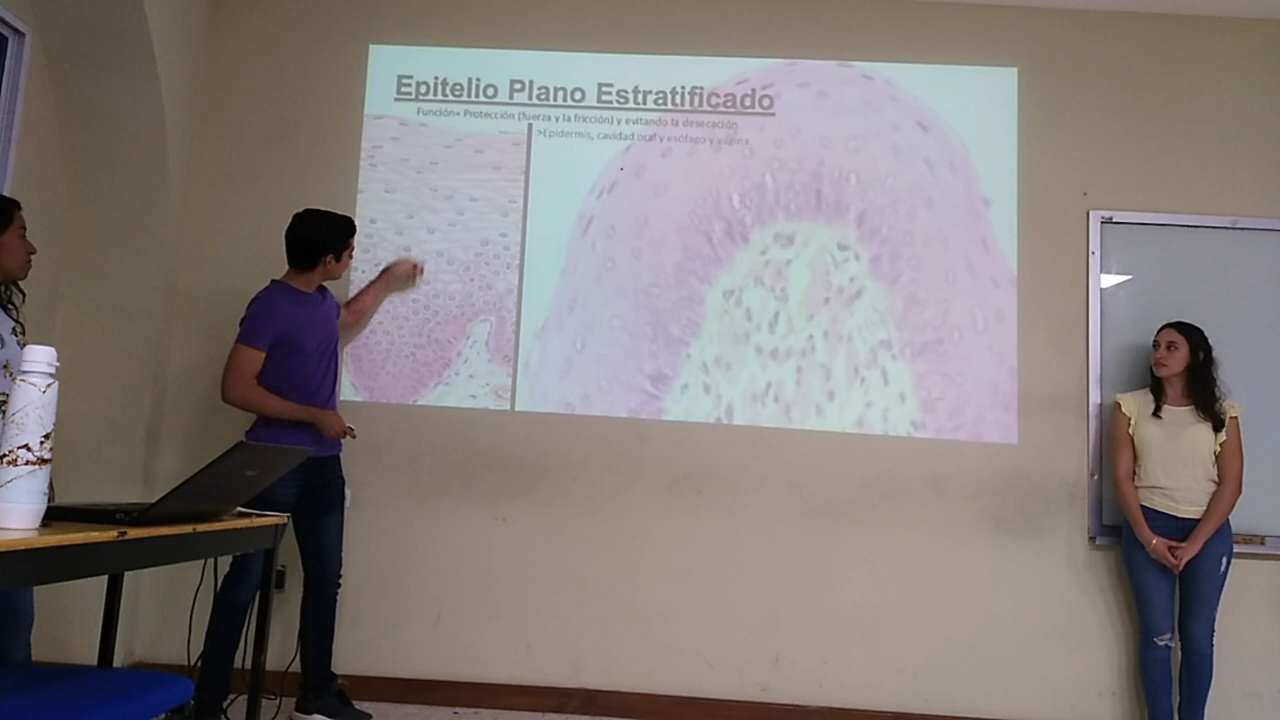 Epitelio Plano Estratificado
Función= Protección (fuerza y la fricción) y evitando la desecación
>Epidermis, cavidad oral y esófago y vagina